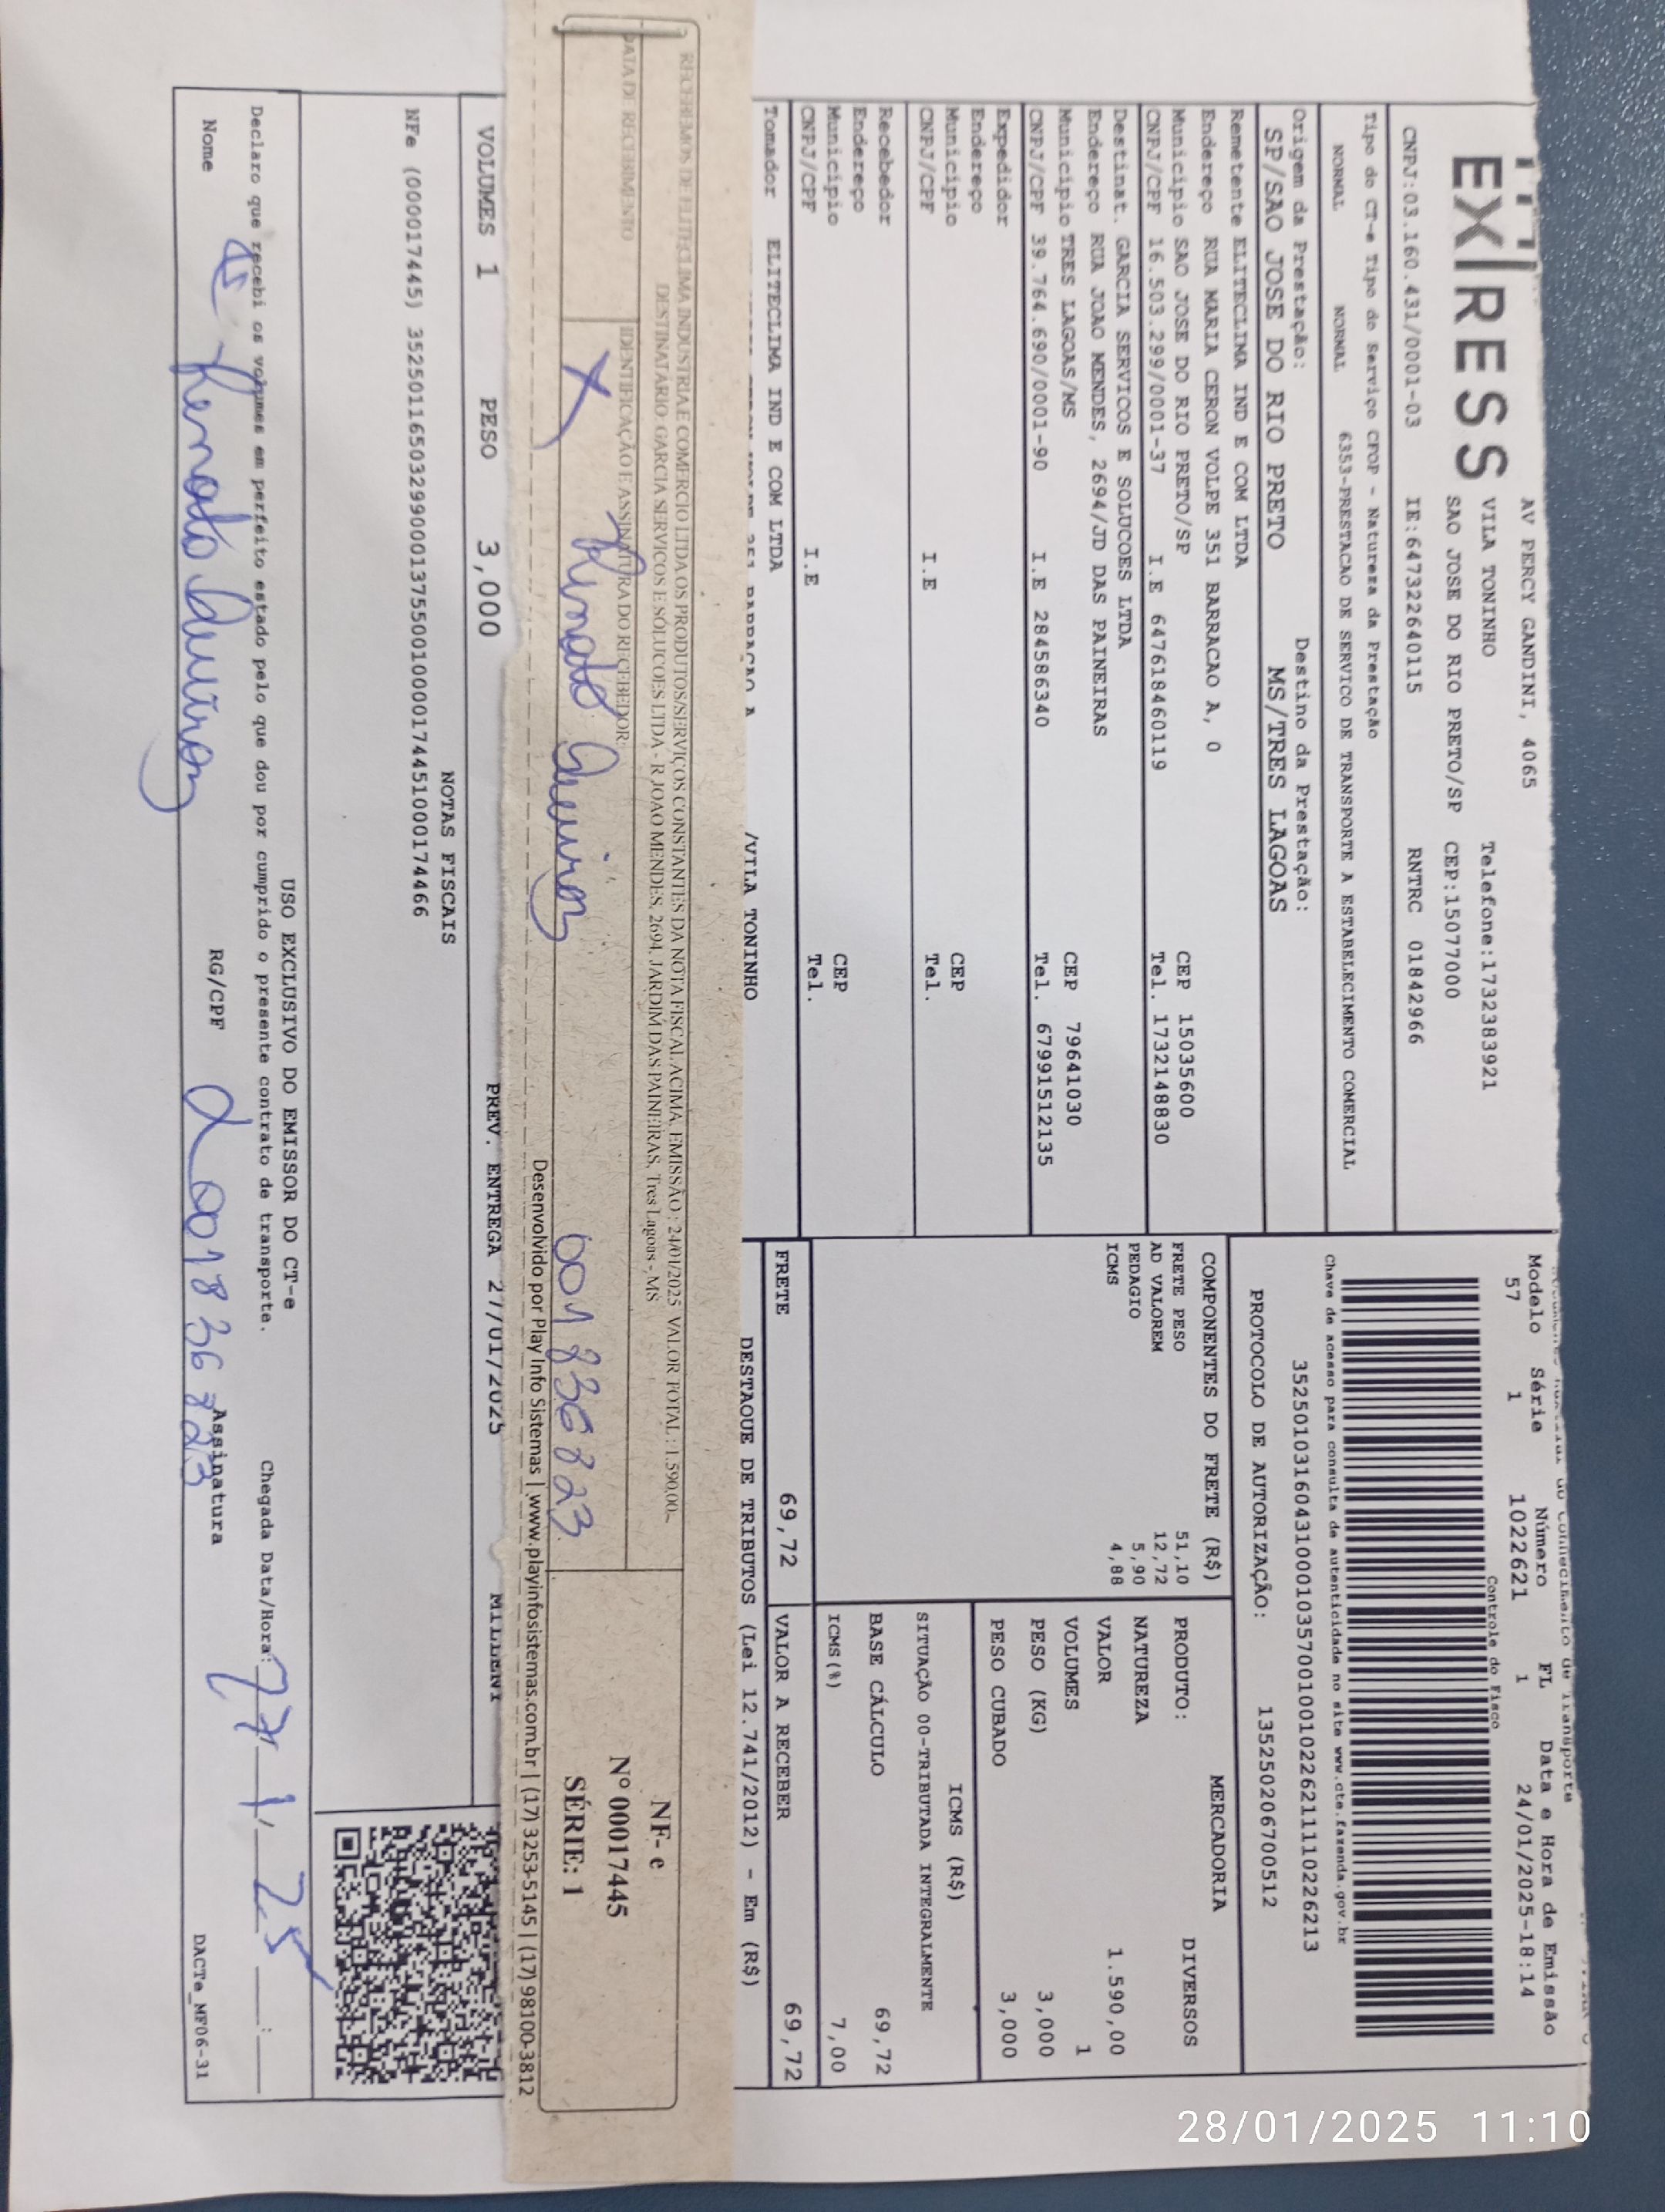 EX|RESS
AV PERCY GANDINI, 4065
VILA TONINHO Telefone:1732383921
SAO JOSE DO RIO PRETO/SP CEP:15077000
CNPJ:03.160.431/0001-03 IE:647322640115 RNTRC 01842966
Tipo do CT-e Tipo do Serviço CFOP - Natureza da Prestação
NORMAL NORMAL 6353-PRESTACAO DE SERVICO DE TRANSPORTE A ESTABELECIMENTO COMERCIAL
Origem da Prestação: Destino da Prestação:
SP/SAO JOSE DO RIO PRETO MS/TRES LAGOAS
Remetente ELITECLIMA IND E COM LTDA
Endereço RUA MARIA CERON VOLPE 351 BARRACAO A, 0
Municipio SAO JOSE DO RIO PRETO/SP CEP 15035600
CNPJ/CPF 16.503.299/0001-37 I.E 647618460119 Tel. 1732148830
Destinat. GARCIA SERVICOS E SOLUCOES LTDA
Endereço RUA JOAO MENDES, 2694/JD DAS PAINEIRAS
Municipio TRES LAGOAS/MS CEP 79641030
CNPJ/CPF 39.764.690/0001-90 I.E 284586340 Tel. 67991512135
Expedidor
Endereço
Municipio CEP
CNPJ/CPF I.E Tel.
Recebedor
Endereço
Municipio CEP
CNPJ/CPF I.E Tel.
Tomador ELITECLIMA IND E COM LTDA
/VILA TONINHO
Modelo Série Número FL Data e Hora de Emissão
57 1 1022621 1 24/01/2025-18:14
Controle do Fisco
Chave de acesso para consulta de autenticidade no site www.cte.fazenda.gov.br
35250103160431000103570010010226211110226213
PROTOCOLO DE AUTORIZAÇÃO: 135250206700512
COMPONENTES DO FRETE (R$)
FRETE PESO 51,10
AD VALOREM 12,72
PEDAGIO 5,90
ICMS 4,88
MERCADORIA
PRODUTO: DIVERSOS
NATUREZA
VALOR 1.590,00
VOLUMES 1
PESO (KG) 3,000
PESO CUBADO 3,000
ICMS (R$)
SITUAÇÃO 00-TRIBUTADA INTEGRALMENTE
BASE CÁLCULO 69,72
ICMS(%) 7,00
FRETE 69,72 VALOR A RECEBER 69,72
DESTAQUE DE TRIBUTOS (Lei 12.741/2012) - Em (R$)
RECEBEMOS DE ELITECLIMA INDUSTRIA E COMERCIO LTDA OS PRODUTOS/SERVIÇOS CONSTANTES DA NOTA FISCAL ACIMA. EMISSÃO : 24/01/2025 VALOR TOTAL : 1.590,00
DESTINATÁRIO: GARCIA SERVICOS E SOLUCOES LTDA - R JOAO MENDES, 2694, JARDIM DAS PAINEIRAS, Tres Lagoas - MS
DATA DE RECEBIMENTO IDENTIFICAÇÃO E ASSINATURA DO RECEBEDOR:
X Renato 001836823
NF-e
Nº 00017445
SÉRIE: 1
Desenvolvido por Play Info Sistemas | www.playinfosistemas.com.br | (17) 3253-5145 | (17) 98100-3812
VOLUMES 1 PESO 3,000 PREV. ENTREGA 27/01/2025
NOTAS FISCAIS
NFe (000017445) 35250116503299000137550010000174451000174466
USO EXCLUSIVO DO EMISSOR DO CT-e
Declaro que recebi os volumes em perfeito estado pelo que dou por cumprido o presente contrato de transporte. Chegada Data/Hora: 27/1/25 __:__
Nome Renato RG/CPF 001836823 Assinatura
DACTe_MF06-31
28/01/2025 11:10